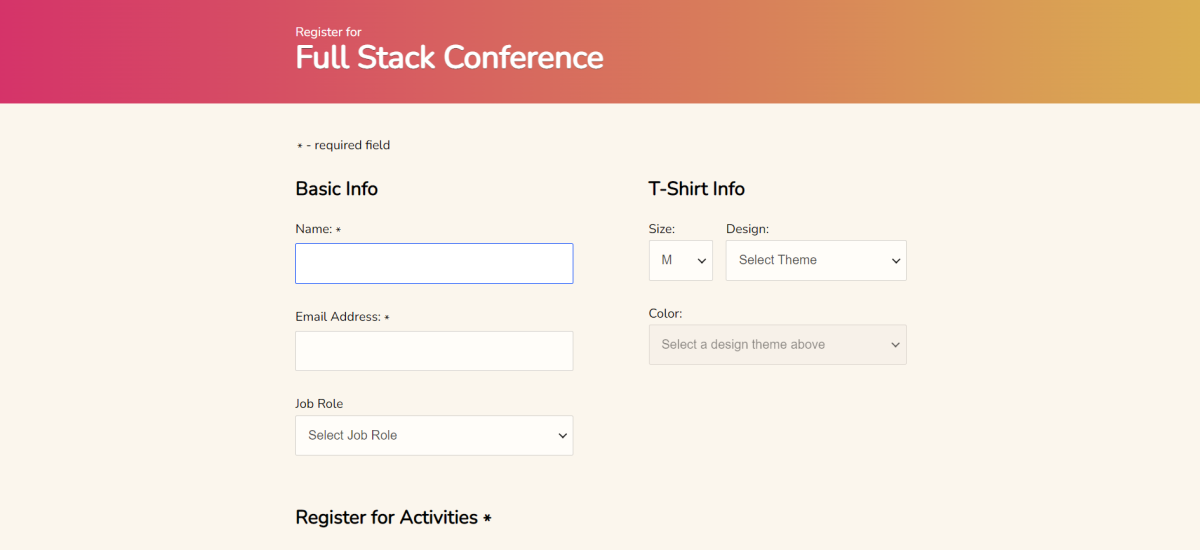 Register for
Full Stack Conference
* - required field
Basic Info
Name: *
Email Address: *
Job Role
Select Job Role
T-Shirt Info
Size: Design:
M Select Theme
Color:
Select a design theme above
Register for Activities *